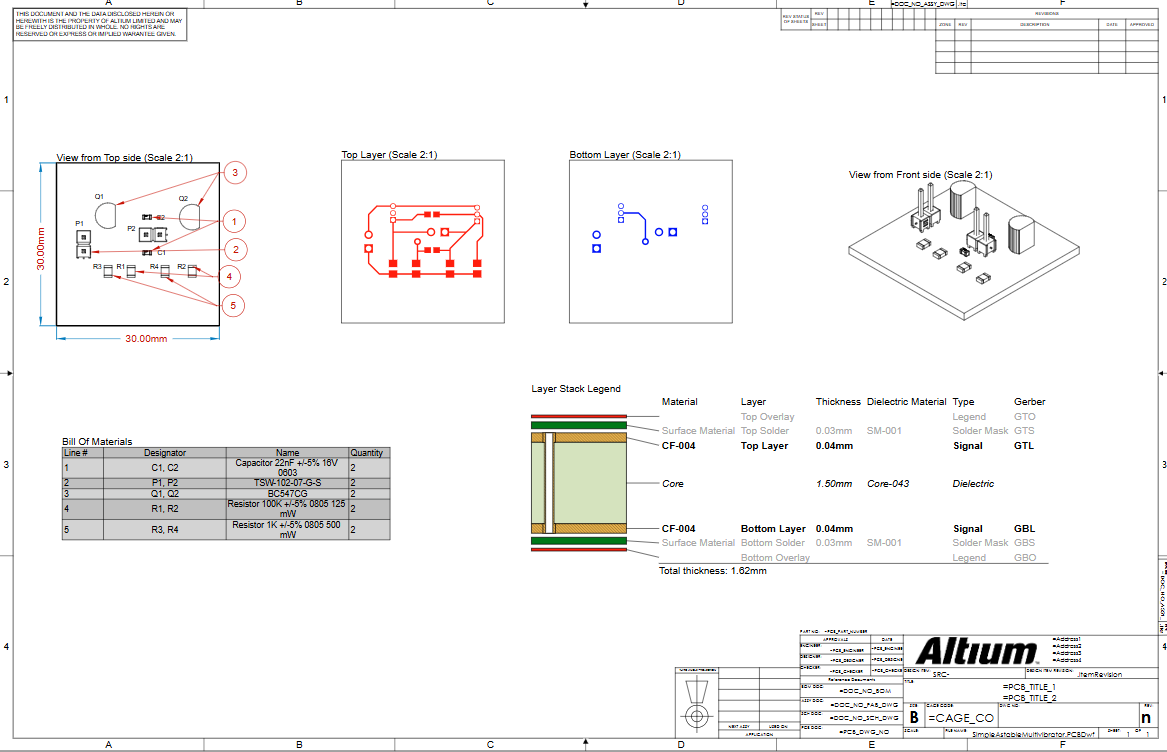 A B C D E F
THIS DOCUMENT AND THE DATA DISCLOSED HEREIN OR
HEREWITH IS THE PROPERTY OF ALTIUM LIMITED AND MAY
BE FREELY DISTRIBUTED IN WHOLE. NO RIGHTS ARE
RESERVED OR EXPRESS OR IMPLIED WARANTEE GIVEN.
=DOC_NO_ASSY_DWG
REV STATUS
OF SHEETS
REV
SHEET
REVISIONS
ZONE REV DESCRIPTION DATE APPROVED
1 1
View from Top side (Scale 2:1)
Top Layer (Scale 2:1)
Bottom Layer (Scale 2:1)
View from Front side (Scale 2:1)
3
Q1 Q2
1
C2
P1 P2
2
C1
R3 R1 R4 R2
4
5
30.00mm
30.00mm
2 2
Layer Stack Legend
Material Layer Thickness Dielectric Material Type Gerber
Top Overlay Legend GTO
Surface Material Top Solder 0.03mm SM-001 Solder Mask GTS
CF-004 Top Layer 0.04mm Signal GTL
Core 1.50mm Core-043 Dielectric
CF-004 Bottom Layer 0.04mm Signal GBL
Surface Material Bottom Solder 0.03mm SM-001 Solder Mask GBS
Bottom Overlay Legend GBO
Total thickness: 1.62mm
Bill Of Materials
Line # Designator Name Quantity
1 C1, C2 Capacitor 22nF +/-5% 16V
0603 2
2 P1, P2 TSW-102-07-G-S 2
3 Q1, Q2 BC547CG 2
4 R1, R2 Resistor 100K +/-5% 0805 125
mW 2
5 R3, R4 Resistor 1K +/-5% 0805 500
mW 2
3 3
4 4
PART NO: =PCB_PART_NUMBER
APPROVALS DATE
ENGINEER: =PCB_ENGINEER
DESIGNER: =PCB_DESIGNER
CHECKER: =PCB_CHECKER
Reference Documents
BOM DOC: =DOC_NO_BOM
ASSY DOC: =DOC_NO_FAB_DWG
SCH DOC: =DOC_NO_SCH_DWG
PCB DOC: =PCB_DWG_NO
Altium
=Address1
=Address2
=Address3
=Address4
DESIGN ITEM: SRC-
DESIGN ITEM REVISION: .ItemRevision
TITLE:
=PCB_TITLE_1
=PCB_TITLE_2
SIZE B
CAGE CODE: =CAGE_CO
DWG NO:
REV: n
SCALE:
FILE NAME: SimpleAstableMultivibrator.PCBDwf
SHEET: 1 OF 1
NEXT ASSY USED ON
APPLICATION
A B C D E F